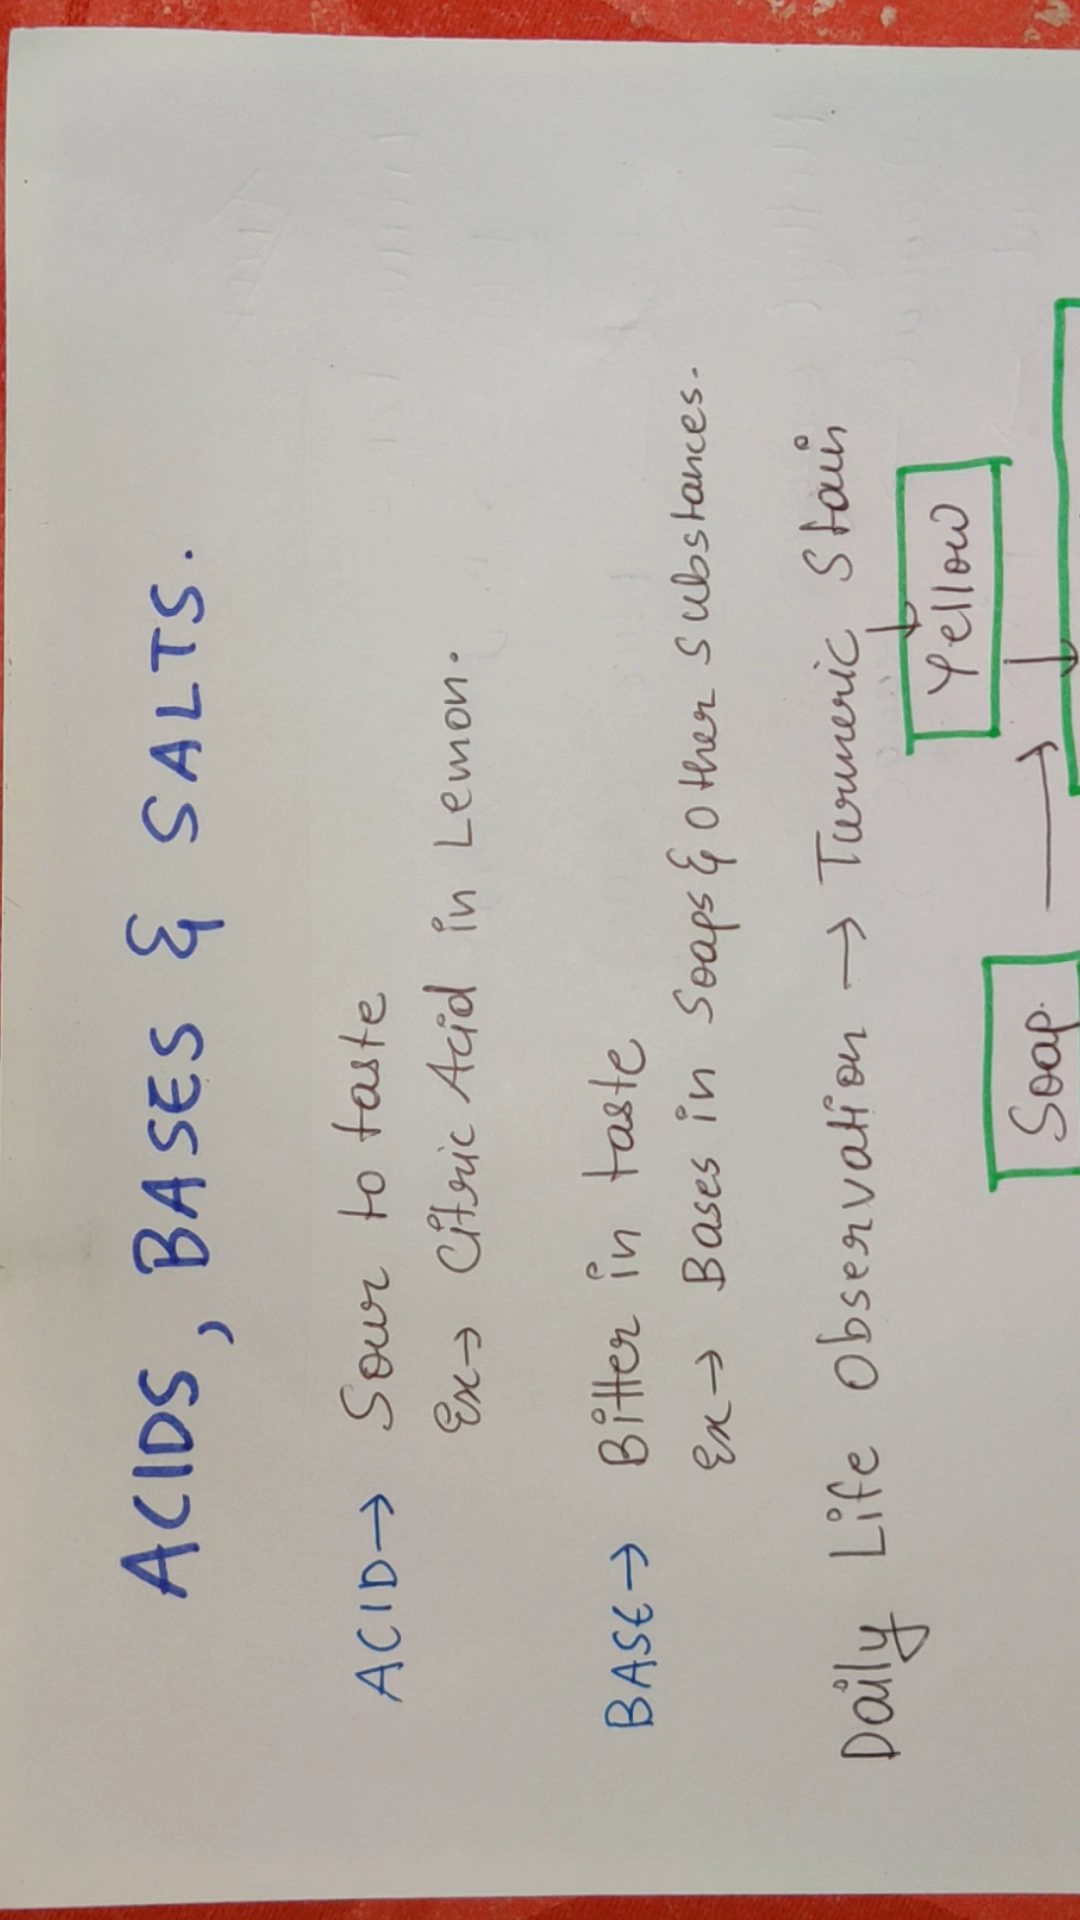 ACIDS, BASES & SALTS.
ACID→ Sour to taste
Ex→ Citric Acid in Lemon.
BASE→ Bitter in taste
Ex→ Bases in Soaps & Other Substances.
Daily Life Observation → Turmeric Stain
Yellow
Soap.